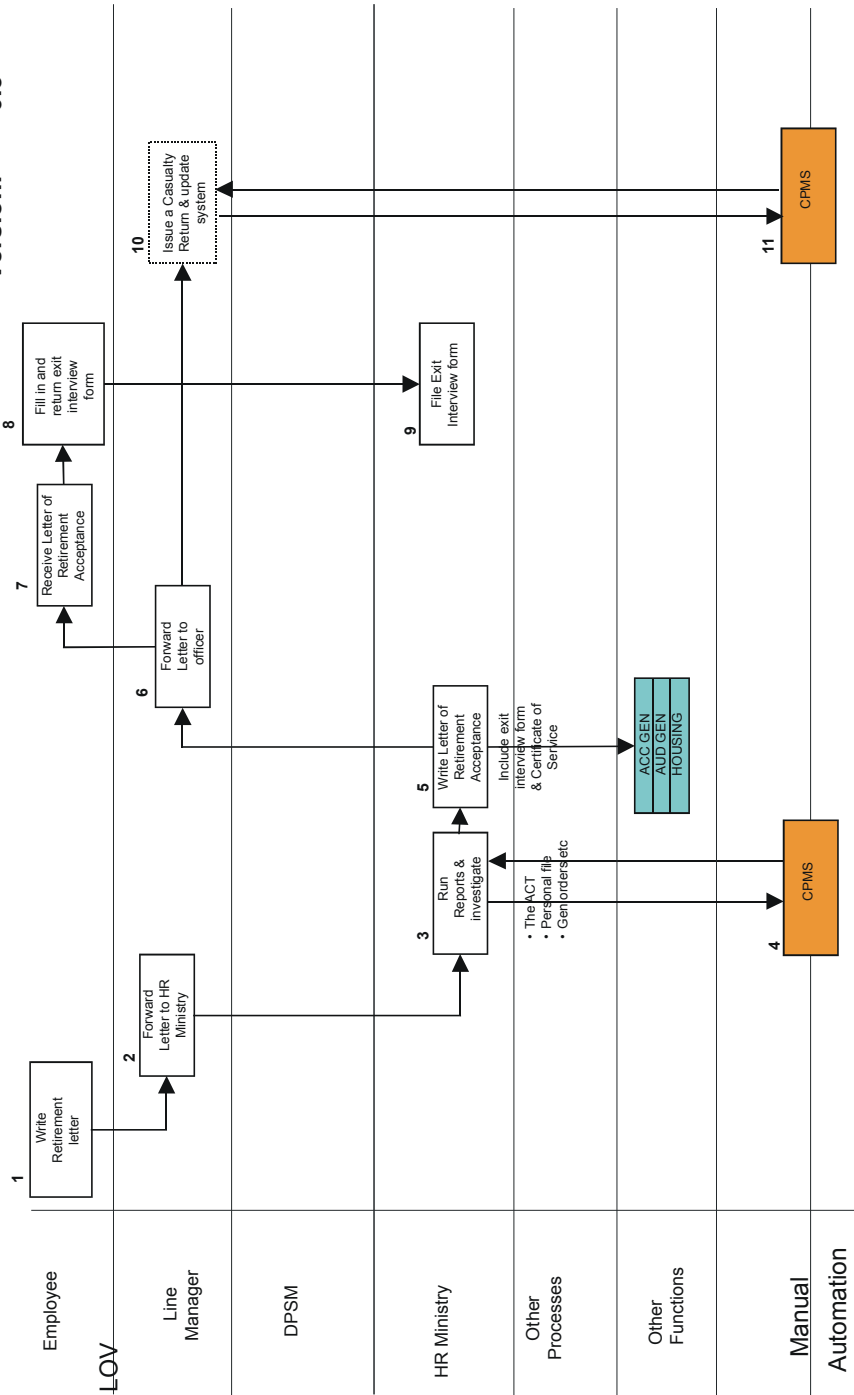 Employee
LOV
Line
Manager
DPSM
HR Ministry
Other
Processes
Other
Functions
Manual
Automation
1
Write
Retirement
letter
2
Forward
Letter to HR
Ministry
3
Run
Reports &
investigate
• The ACT
• Personal file
• Gen orders etc
4
CPMS
5
Write Letter of
Retirement
Acceptance
Include exit
interview form
& Certificate of
Service
ACC GEN
AUD GEN
HOUSING
6
Forward
Letter to
officer
7
Receive Letter of
Retirement
Acceptance
8
Fill in and
return exit
interview
form
9
File Exit
Interview form
10
Issue a Casualty
Return & update
system
11
CPMS